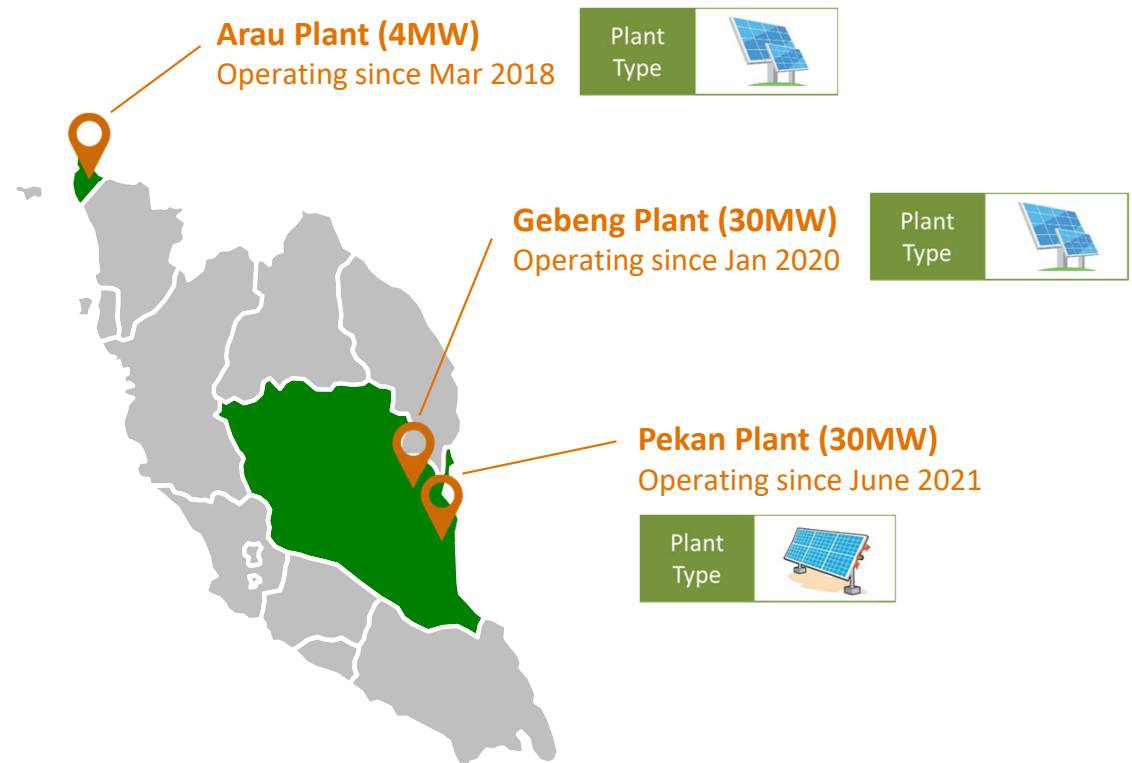 Arau Plant (4MW)
Operating since Mar 2018
Plant
Type
Gebeng Plant (30MW)
Operating since Jan 2020
Plant
Type
Pekan Plant (30MW)
Operating since June 2021
Plant
Type